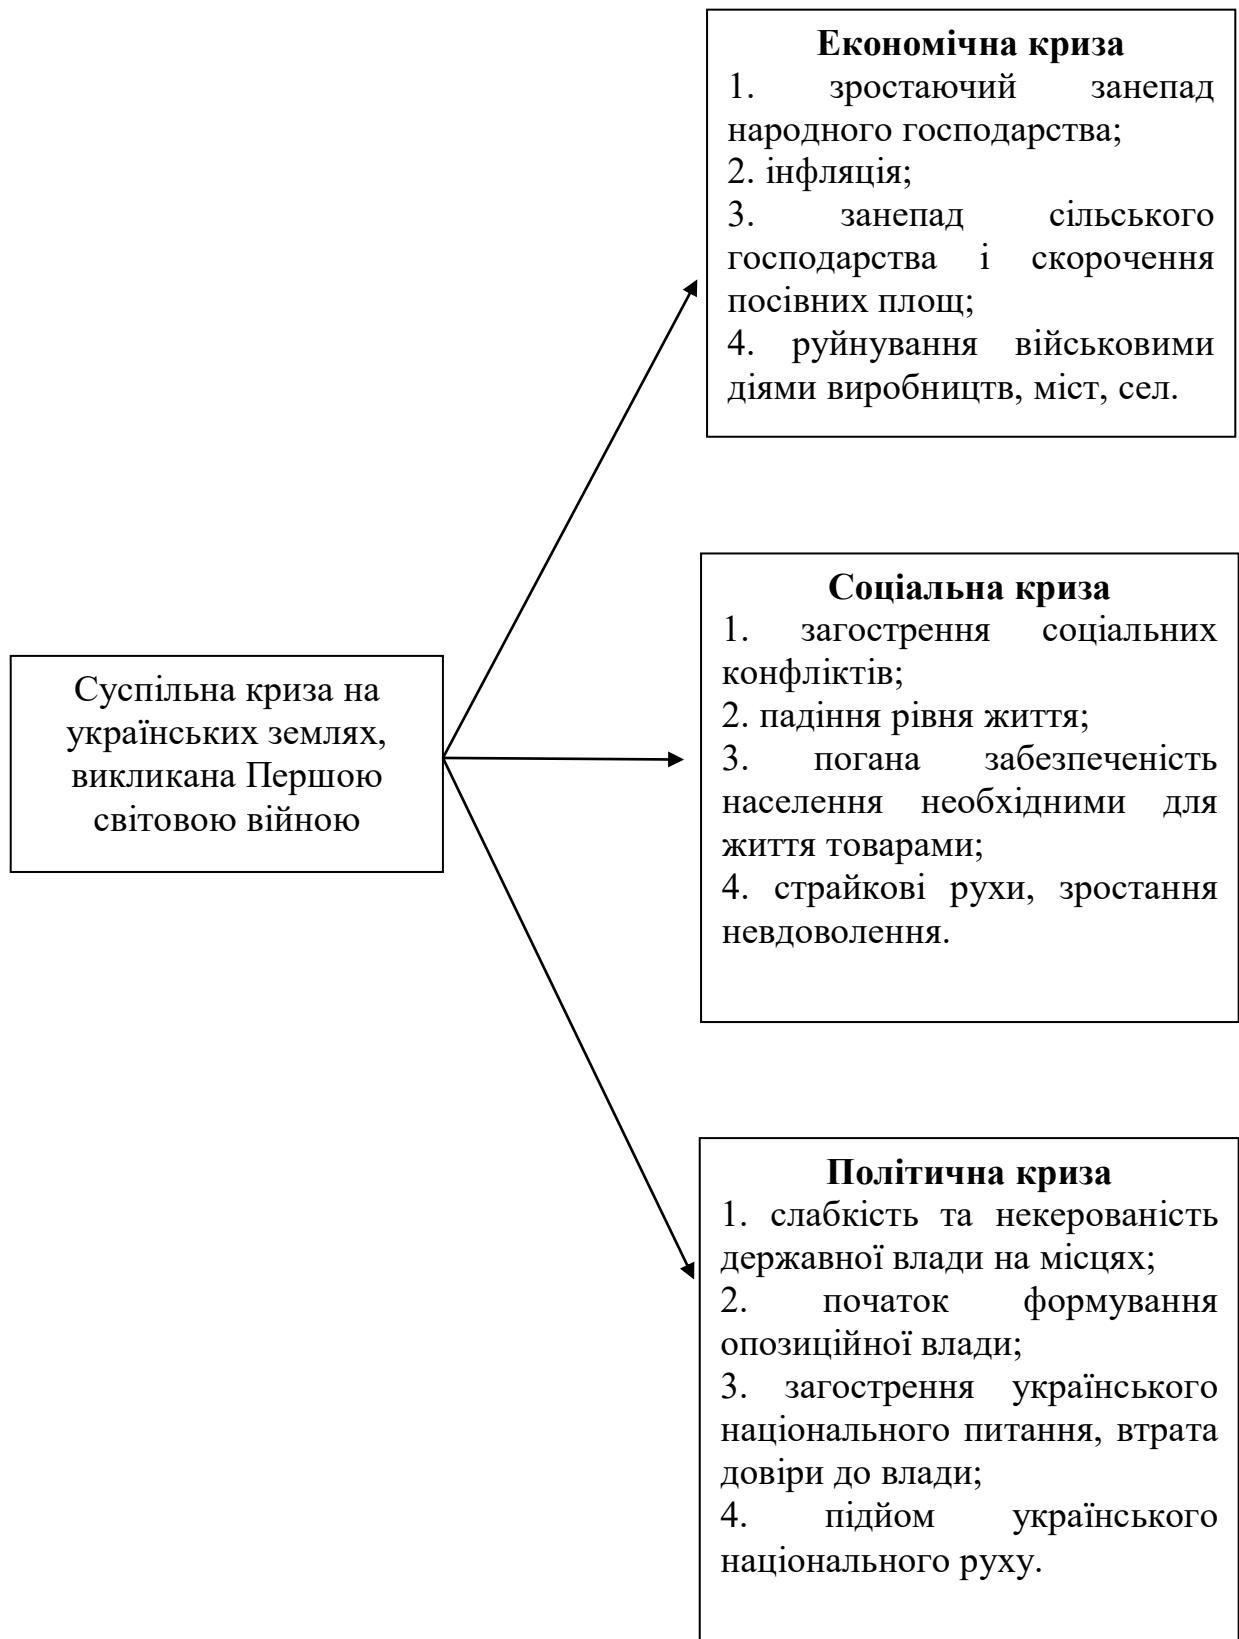 Економічна криза
1. зростаючий занепад
народного господарства;
2. інфляція;
3. занепад сільського
господарства і скорочення
посівних площ;
4. руйнування військовими
діями виробництв, міст, сел.
Соціальна криза
1. загострення соціальних
конфліктів;
2. падіння рівня життя;
3. погана забезпеченість
населення необхідними для
життя товарами;
4. страйкові рухи, зростання
невдоволення.
Суспільна криза на
українських землях,
викликана Першою
світовою війною
Політична криза
1. слабкість та некерованість
державної влади на місцях;
2. початок формування
опозиційної влади;
3. загострення українського
національного питання, втрата
довіри до влади;
4. підйом українського
національного руху.